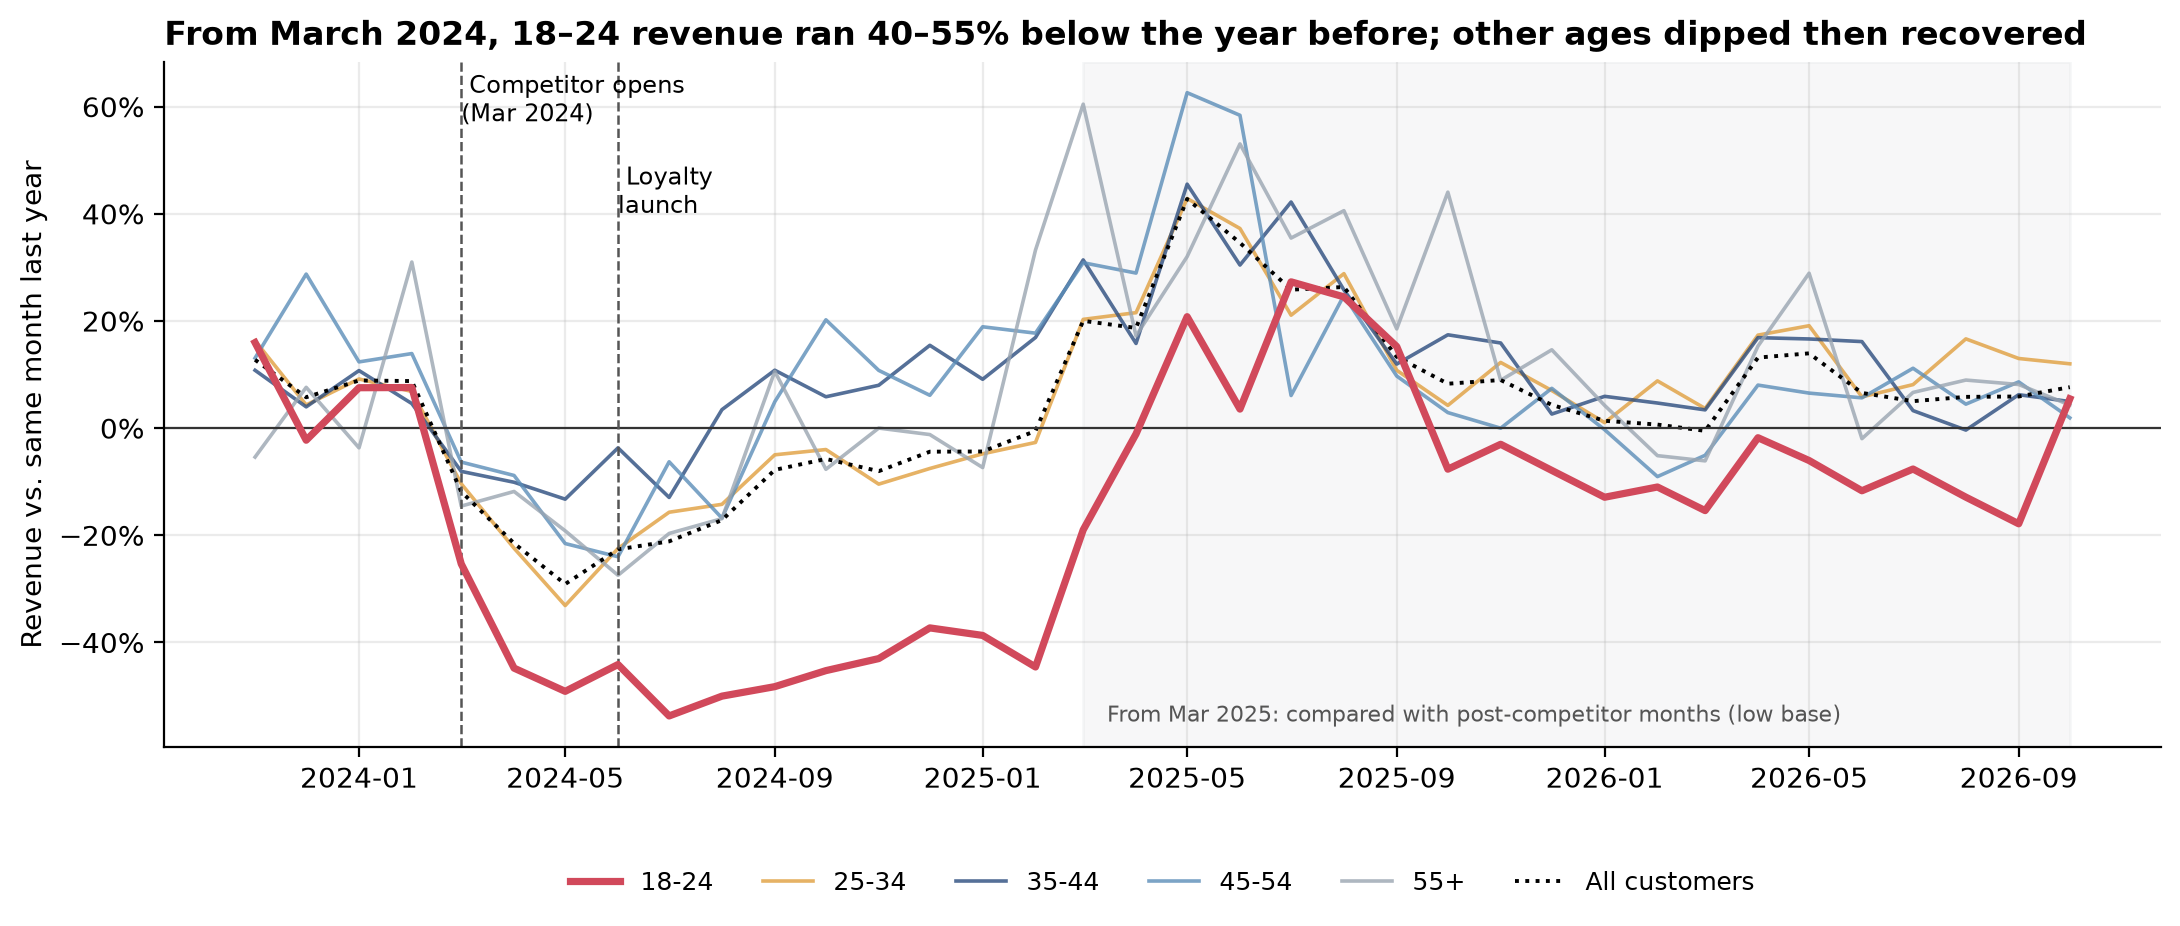 From March 2024, 18–24 revenue ran 40–55% below the year before; other ages dipped then recovered
Revenue vs. same month last year
60%
40%
20%
0%
−20%
−40%
Competitor opens
(Mar 2024)
Loyalty
launch
From Mar 2025: compared with post-competitor months (low base)
2024-01
2024-05
2024-09
2025-01
2025-05
2025-09
2026-01
2026-05
2026-09
18-24
25-34
35-44
45-54
55+
All customers